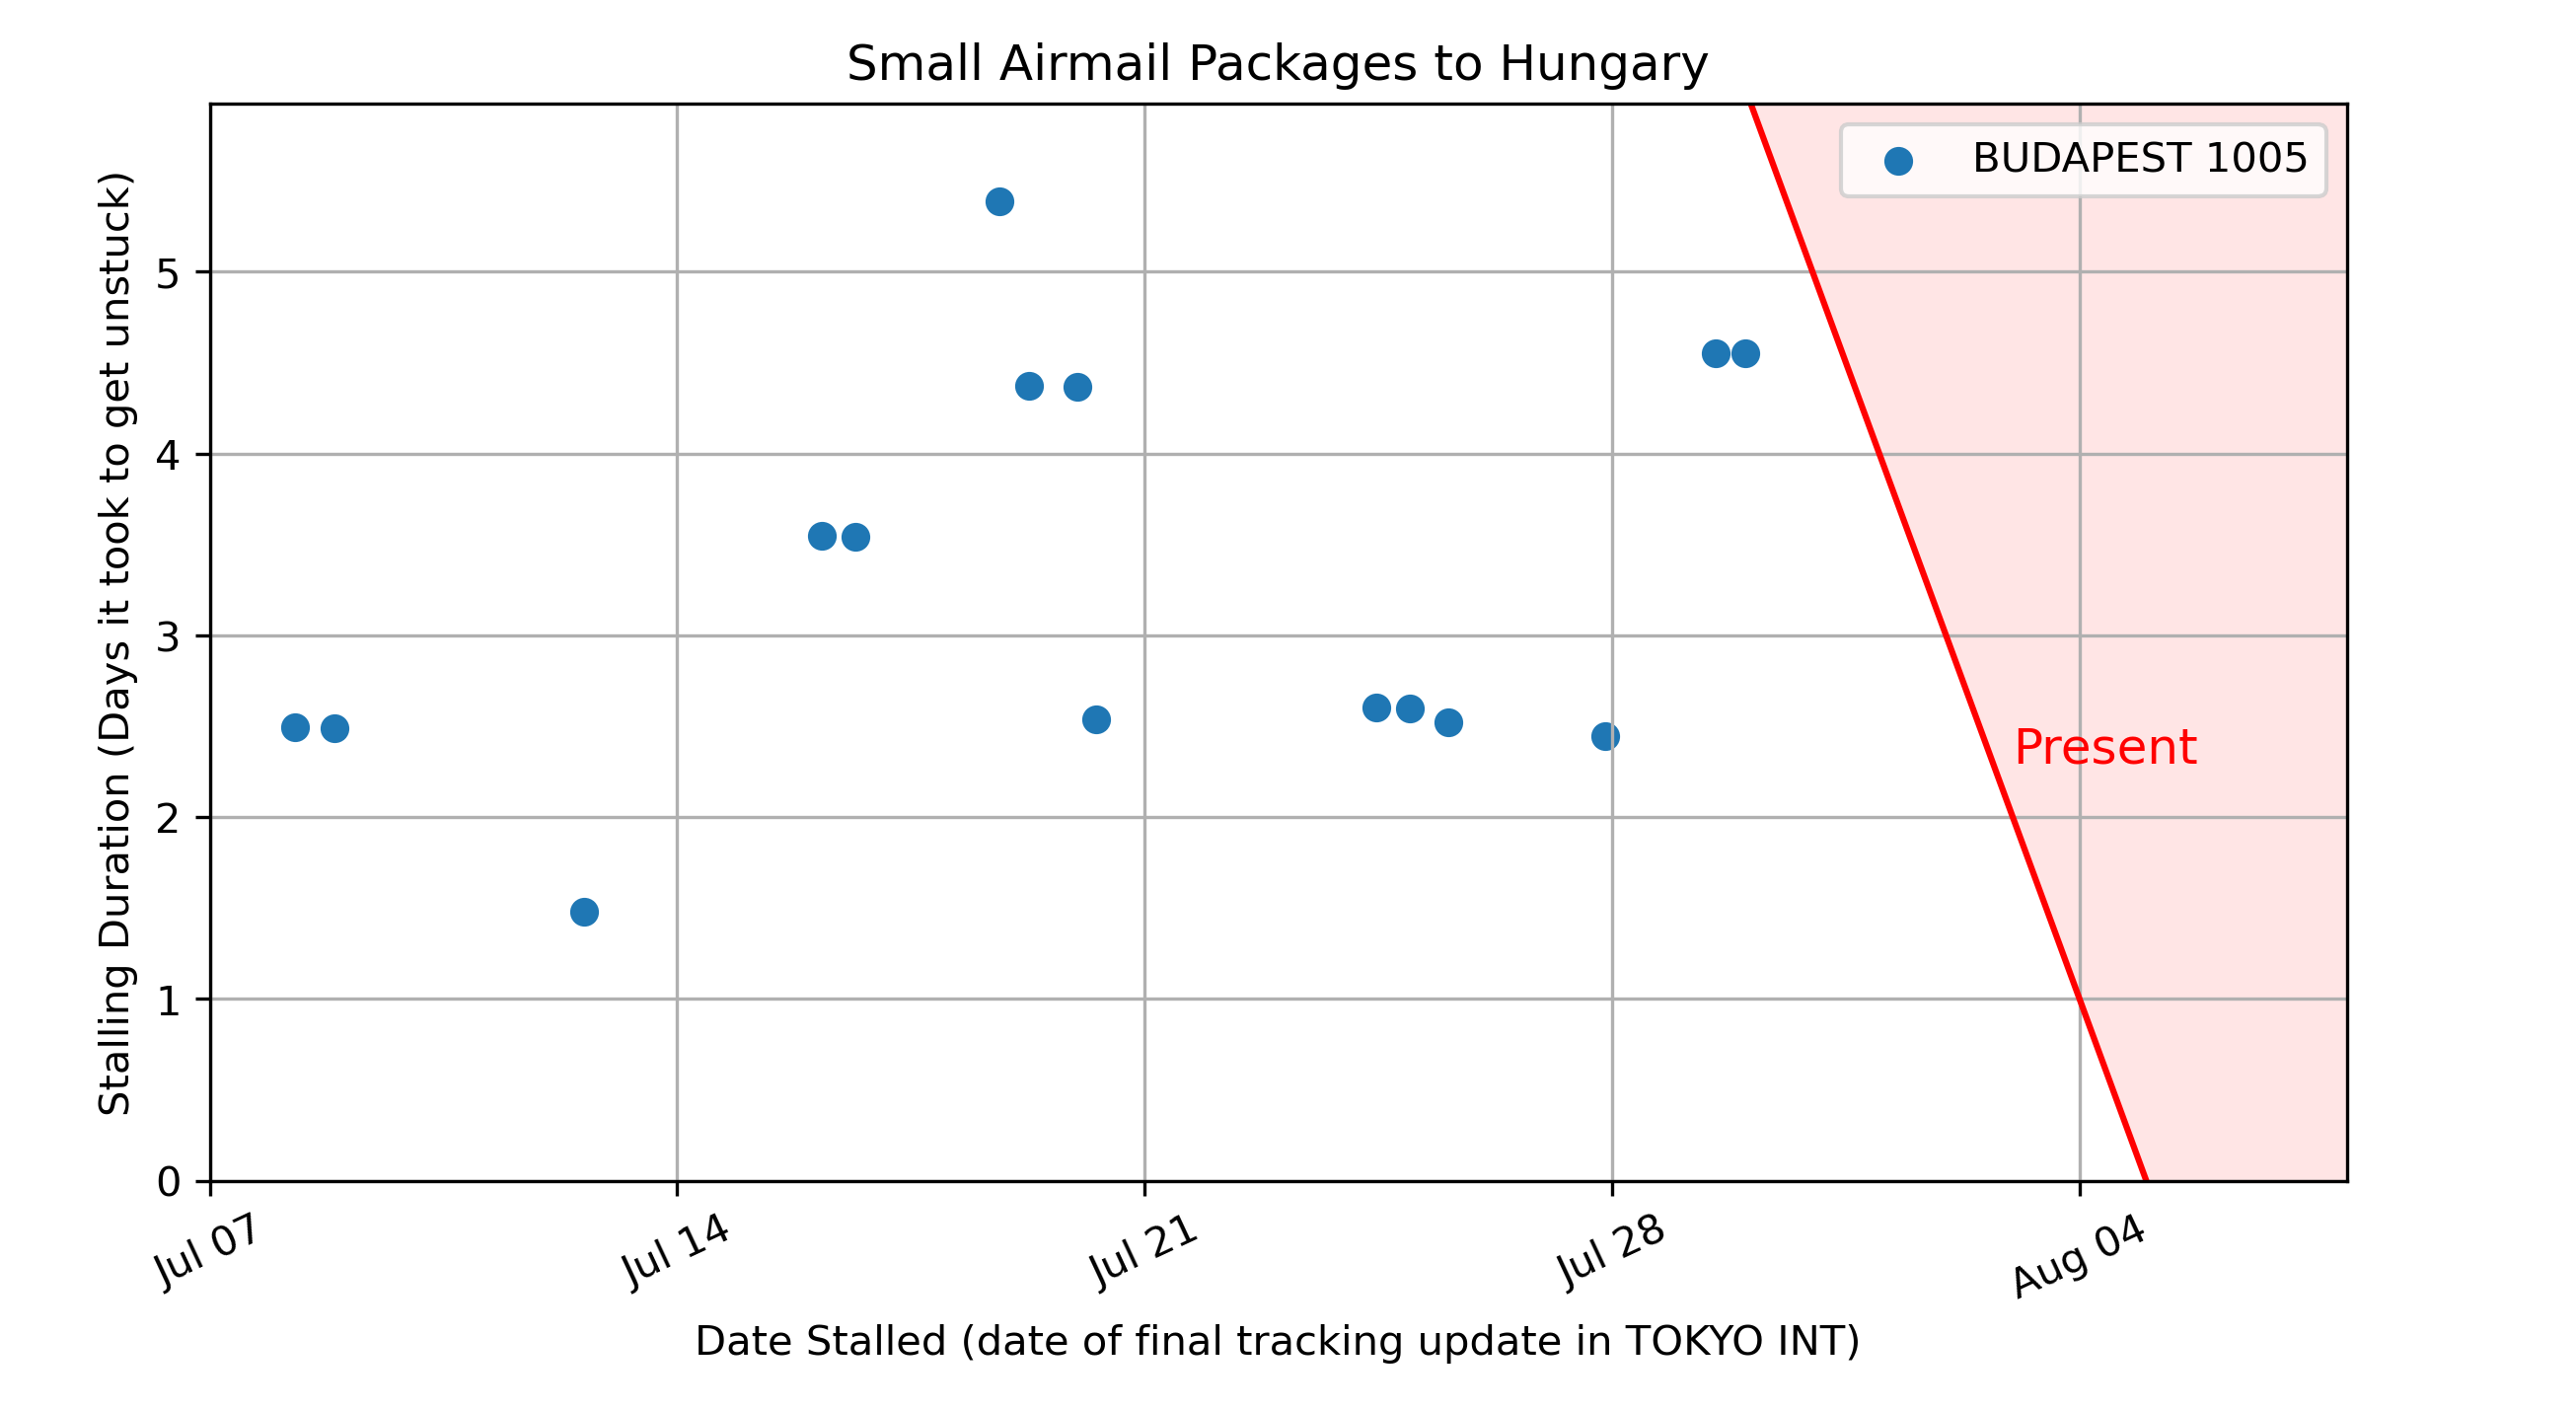 Small Airmail Packages to Hungary
BUDAPEST 1005
Stalling Duration (Days it took to get unstuck)
5
4
3
2
1
0
Present
Jul 07
Jul 14
Jul 21
Jul 28
Aug 04
Date Stalled (date of final tracking update in TOKYO INT)